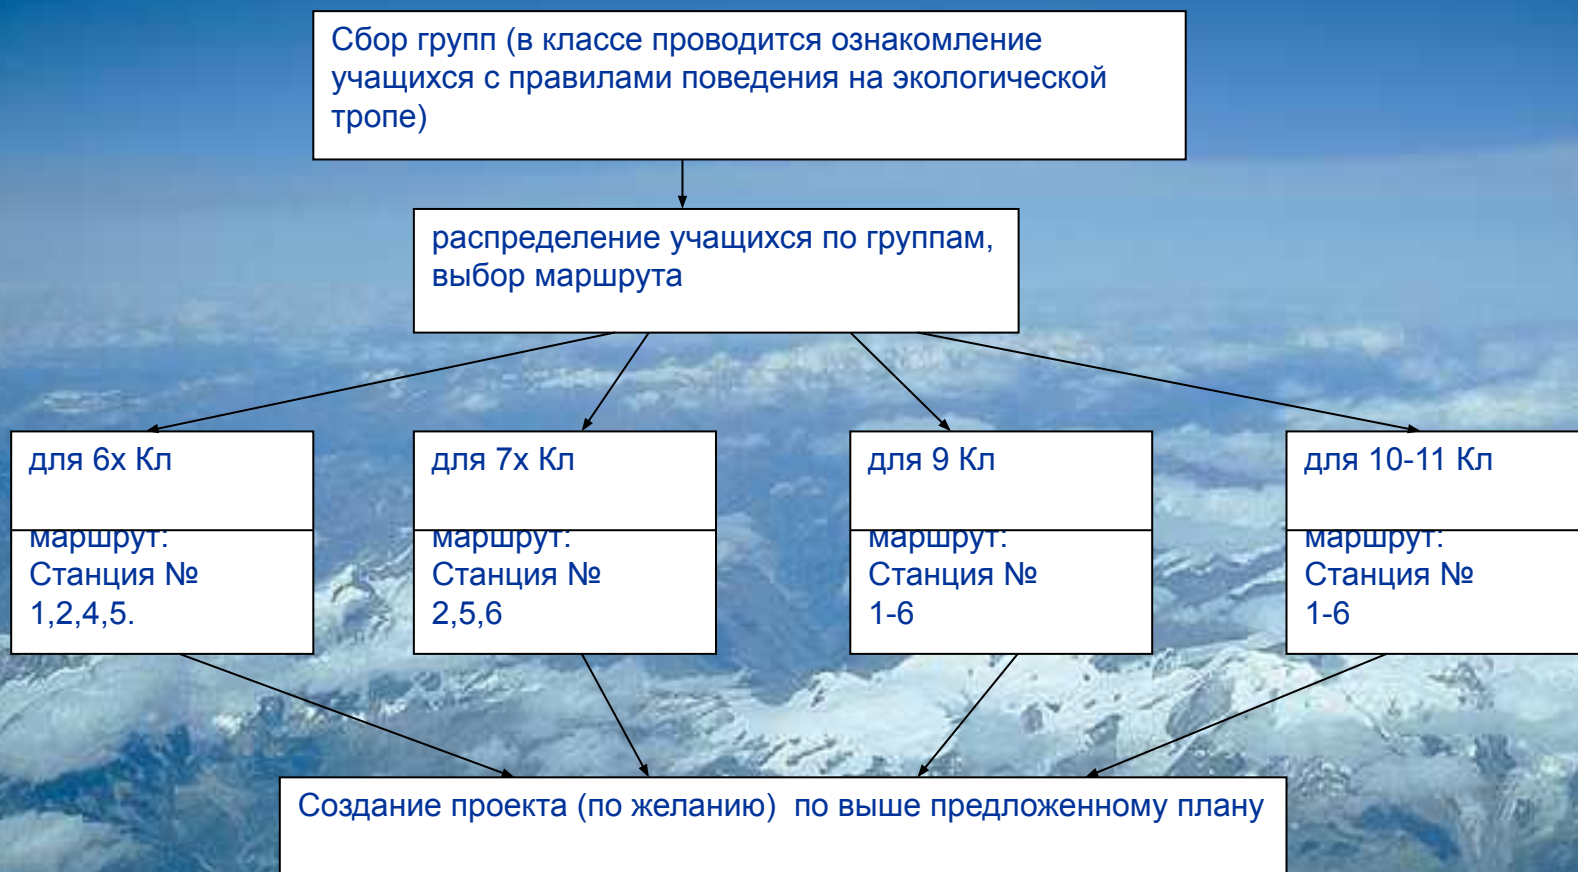 Сбор групп (в классе проводится ознакомление
учащихся с правилами поведения на экологической
тропе)
распределение учащихся по группам,
выбор маршрута
для 6х Кл
для 7х Кл
для 9 Кл
для 10-11 Кл
маршрут:
Станция №
1,2,4,5.
маршрут:
Станция №
2,5,6
маршрут:
Станция №
1-6
маршрут:
Станция №
1-6
Создание проекта (по желанию)  по выше предложенному плану